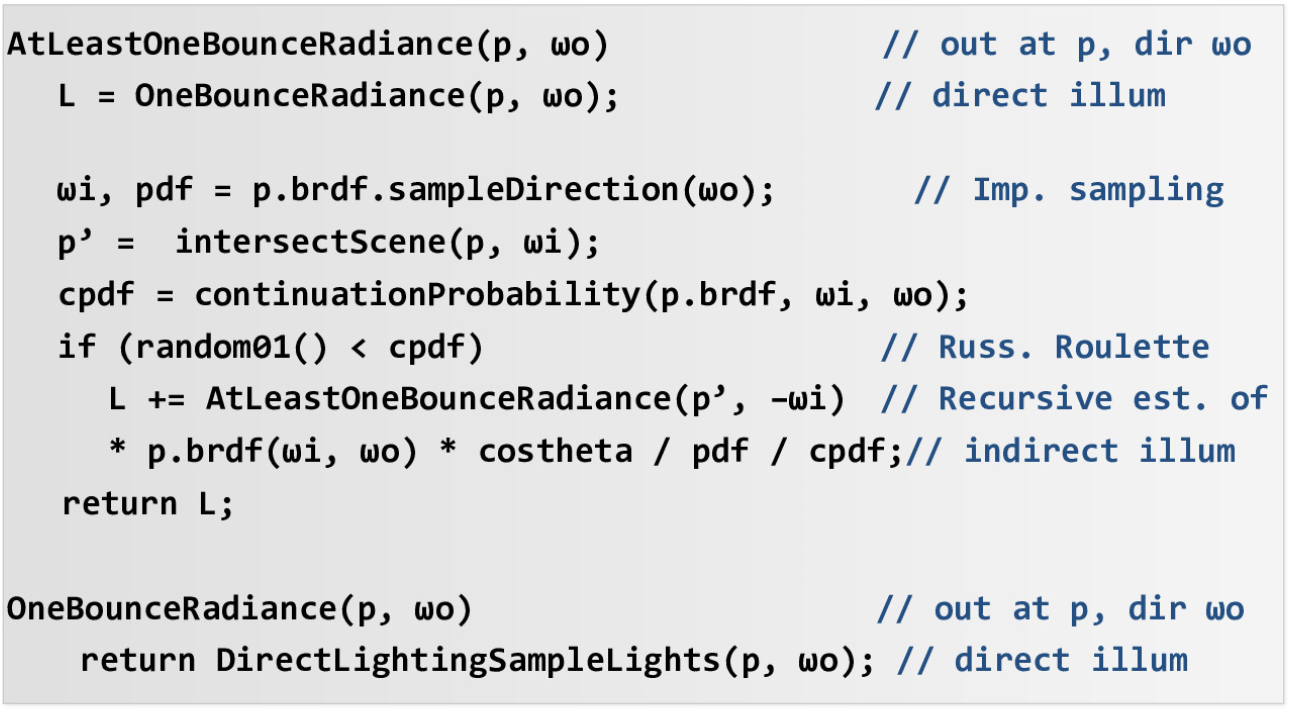 AtLeastOneBounceRadiance(p, ωo) // out at p, dir ωo
L = OneBounceRadiance(p, ωo); // direct illum
ωi, pdf = p.brdf.sampleDirection(ωo); // Imp. sampling
p’ = intersectScene(p, ωi);
cpdf = continuationProbability(p.brdf, ωi, ωo);
if (random01() < cpdf) // Russ. Roulette
L += AtLeastOneBounceRadiance(p’, –ωi) // Recursive est. of
* p.brdf(ωi, ωo) * costheta / pdf / cpdf;// indirect illum
return L;
OneBounceRadiance(p, ωo) // out at p, dir ωo
return DirectLightingSampleLights(p, ωo); // direct illum